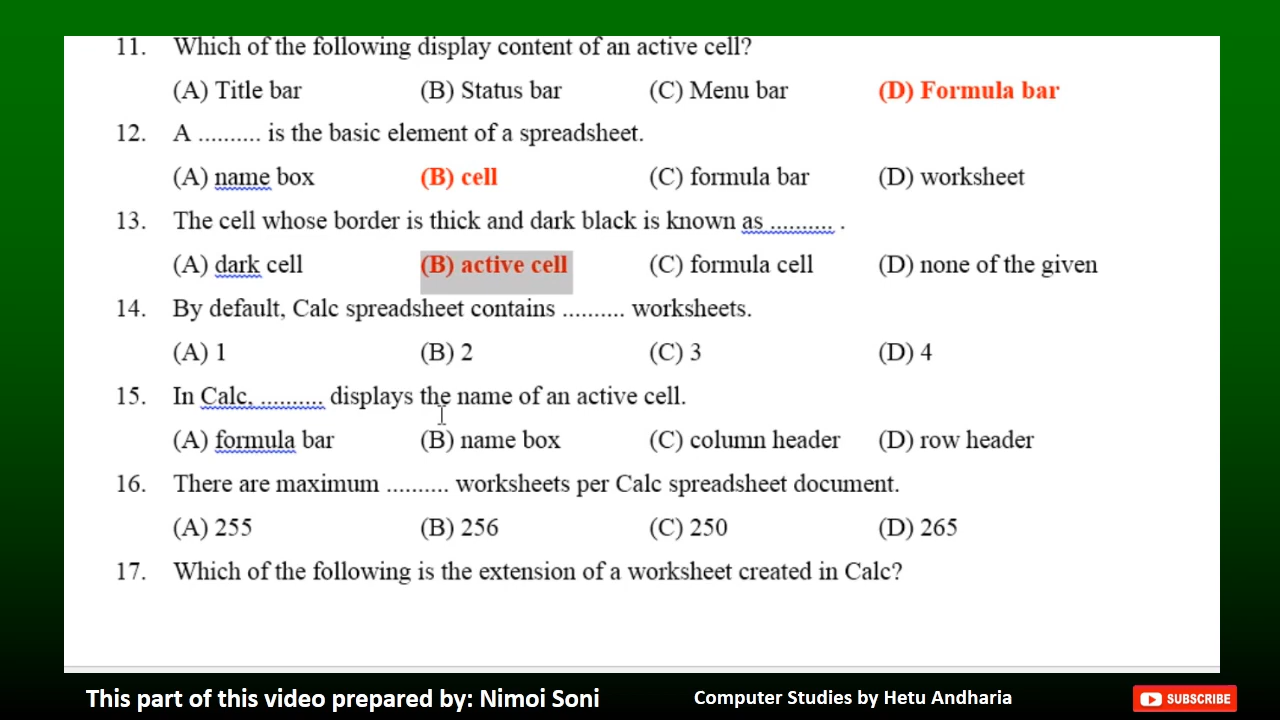 11. Which of the following display content of an active cell?
(A) Title bar (B) Status bar (C) Menu bar (D) Formula bar
12. A .......... is the basic element of a spreadsheet.
(A) name box (B) cell (C) formula bar (D) worksheet
13. The cell whose border is thick and dark black is known as .......... .
(A) dark cell (B) active cell (C) formula cell (D) none of the given
14. By default, Calc spreadsheet contains .......... worksheets.
(A) 1 (B) 2 (C) 3 (D) 4
15. In Calc, .......... displays the name of an active cell.
(A) formula bar (B) name box (C) column header (D) row header
16. There are maximum .......... worksheets per Calc spreadsheet document.
(A) 255 (B) 256 (C) 250 (D) 265
17. Which of the following is the extension of a worksheet created in Calc?
This part of this video prepared by: Nimoi Soni Computer Studies by Hetu Andharia SUBSCRIBE